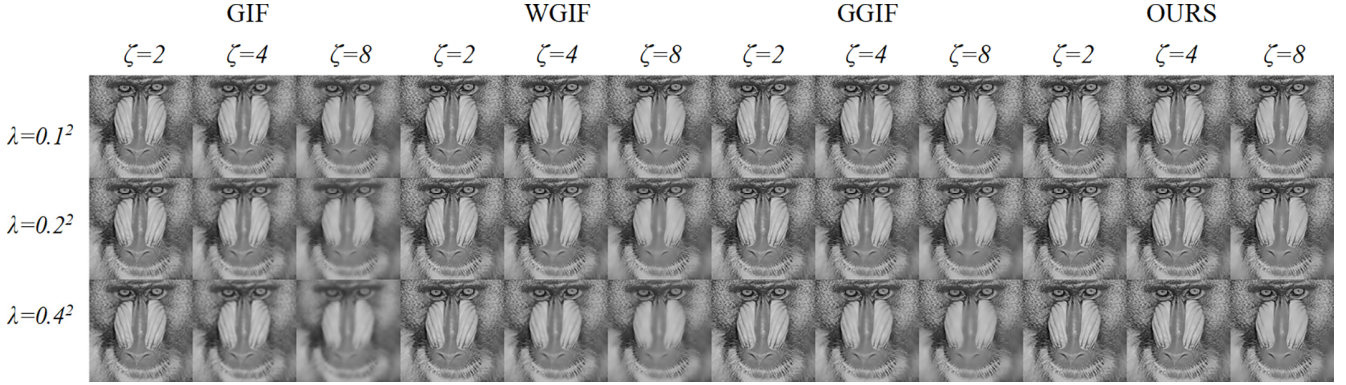 GIF WGIF GGIF OURS
ζ=2 ζ=4 ζ=8 ζ=2 ζ=4 ζ=8 ζ=2 ζ=4 ζ=8 ζ=2 ζ=4 ζ=8
λ=0.1²
λ=0.2²
λ=0.4²